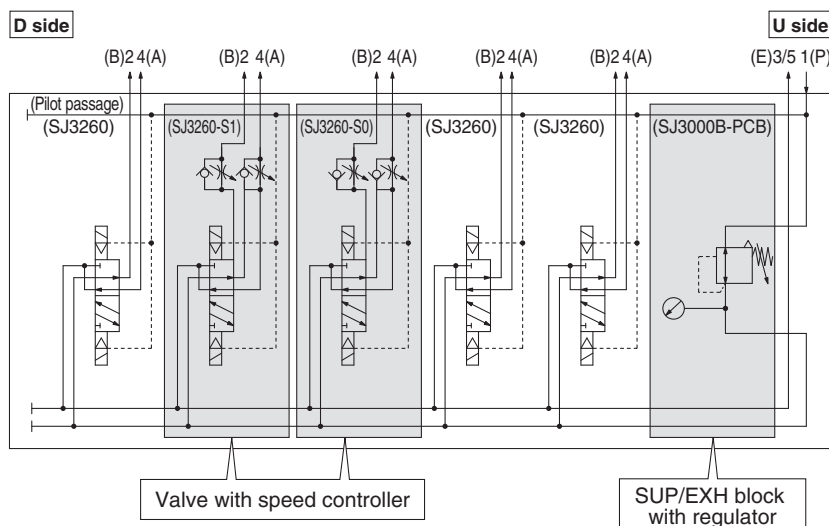 D side
U side
(B)2 4(A)
(B)2 4(A)
(B)2 4(A)
(B)2 4(A)
(B)2 4(A)
(E)3/5 1(P)
(Pilot passage)
(SJ3260)
(SJ3260-S1)
(SJ3260-S0)
(SJ3260)
(SJ3260)
(SJ3000B-PCB)
Valve with speed controller
SUP/EXH block
with regulator